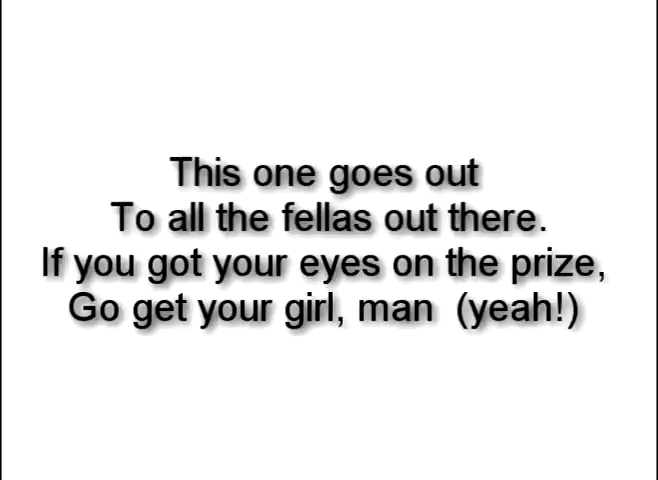 This one goes out
To all the fellas out there.
If you got your eyes on the prize,
Go get your girl, man (yeah!)